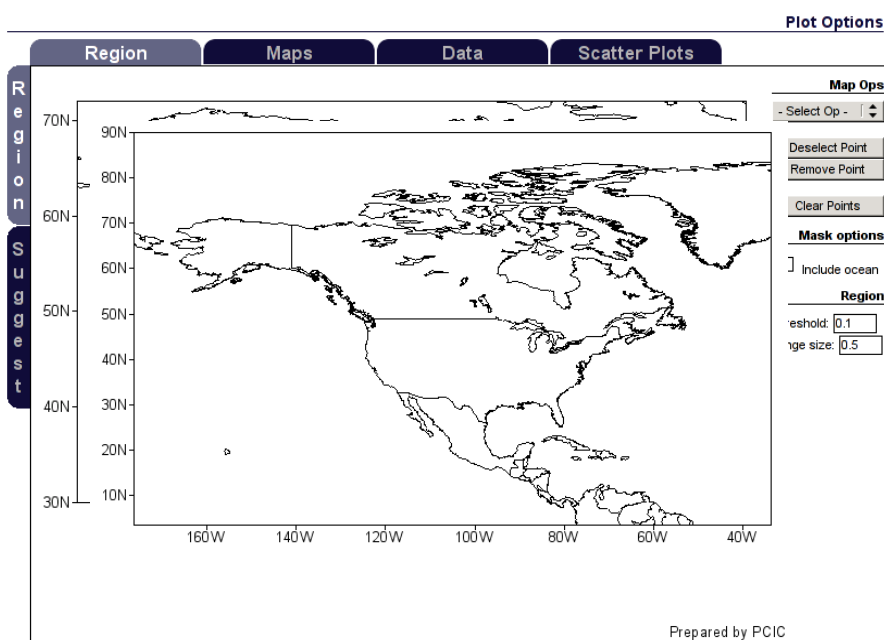 Plot Options
Region Maps Data Scatter Plots
Region
Suggest
Map Ops
- Select Op -
Deselect Point
Remove Point
Clear Points
Mask options
Include ocean
Region
reshold: 0.1
nge size: 0.5
70N
60N
50N
40N
30N
90N
80N
70N
60N
50N
40N
30N
20N
10N
160W 140W 120W 100W 80W 60W 40W
Prepared by PCIC